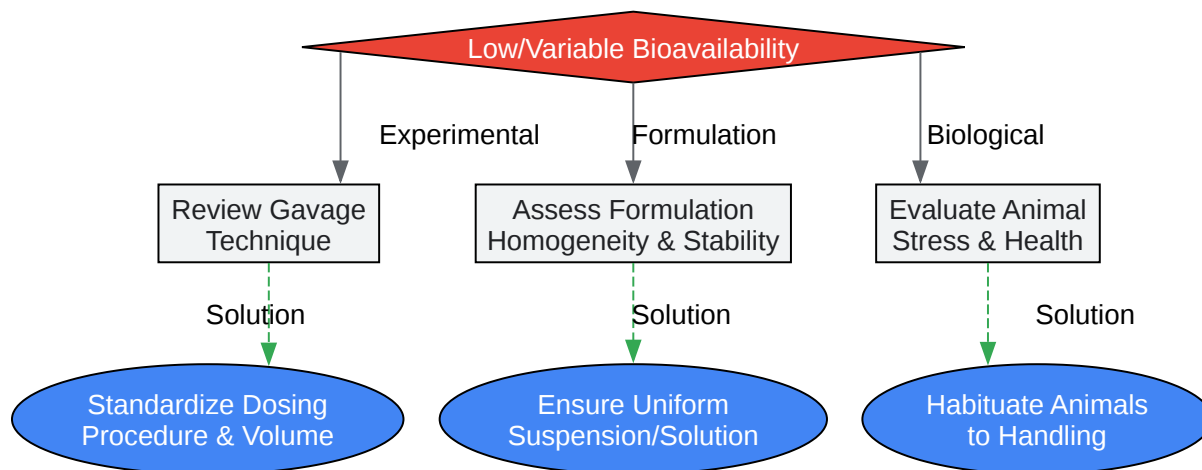 Low/Variable Bioavailability
Experimental
Formulation
Biological
Review Gavage
Technique
Assess Formulation
Homogeneity & Stability
Evaluate Animal
Stress & Health
Solution
Solution
Solution
Standardize Dosing
Procedure & Volume
Ensure Uniform
Suspension/Solution
Habituate Animals
to Handling